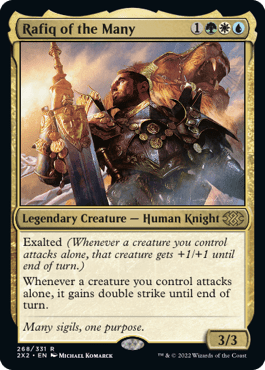 Rafiq of the Many 1
Legendary Creature — Human Knight
Exalted (Whenever a creature you control
attacks alone, that creature gets +1/+1 until
end of turn.)
Whenever a creature you control
attacks alone, it gains double strike until end
of turn.
Many sigils, one purpose.
3/3
268/331 R
2X2 • EN Michael Komarck
™ & © 2022 Wizards of the Coast